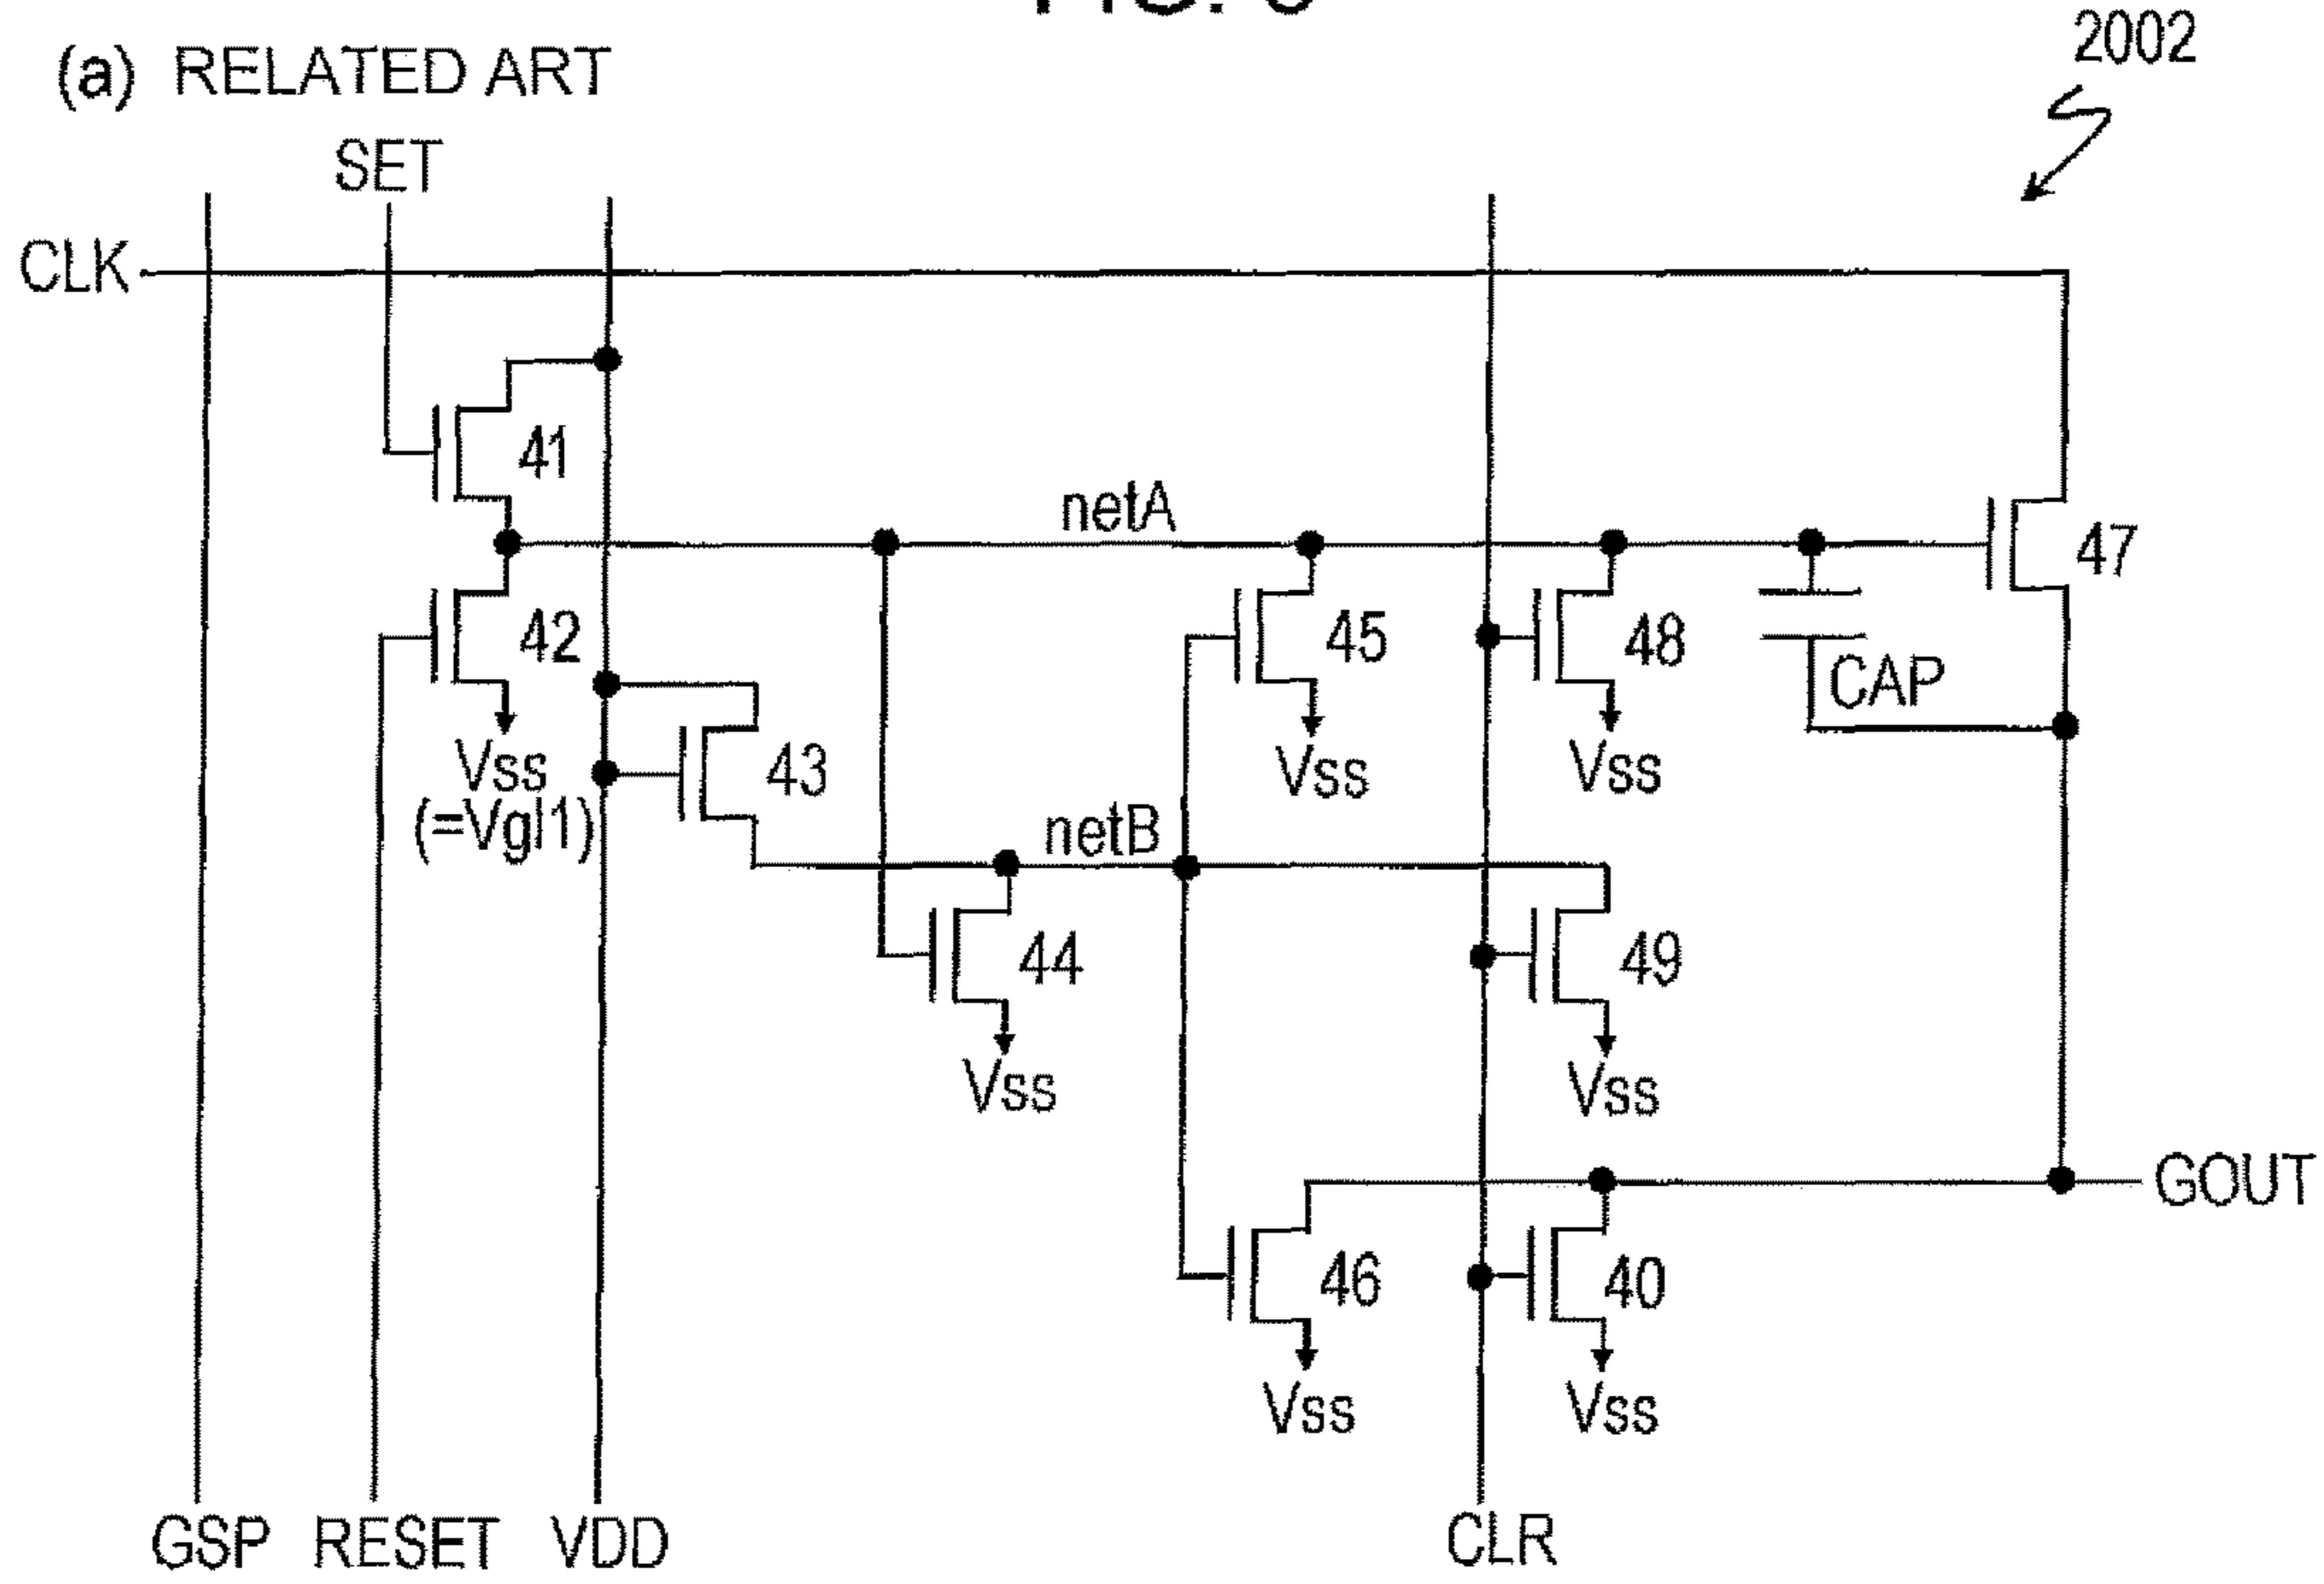 2002
(a) RELATED ART
SET
CLK
41
netA
47
42
45
48
CAP
Vss
(=Vgl1)
43
Vss
Vss
netB
44
49
Vss
Vss
GOUT
46
40
Vss
Vss
GSP
RESET
VDD
CLR